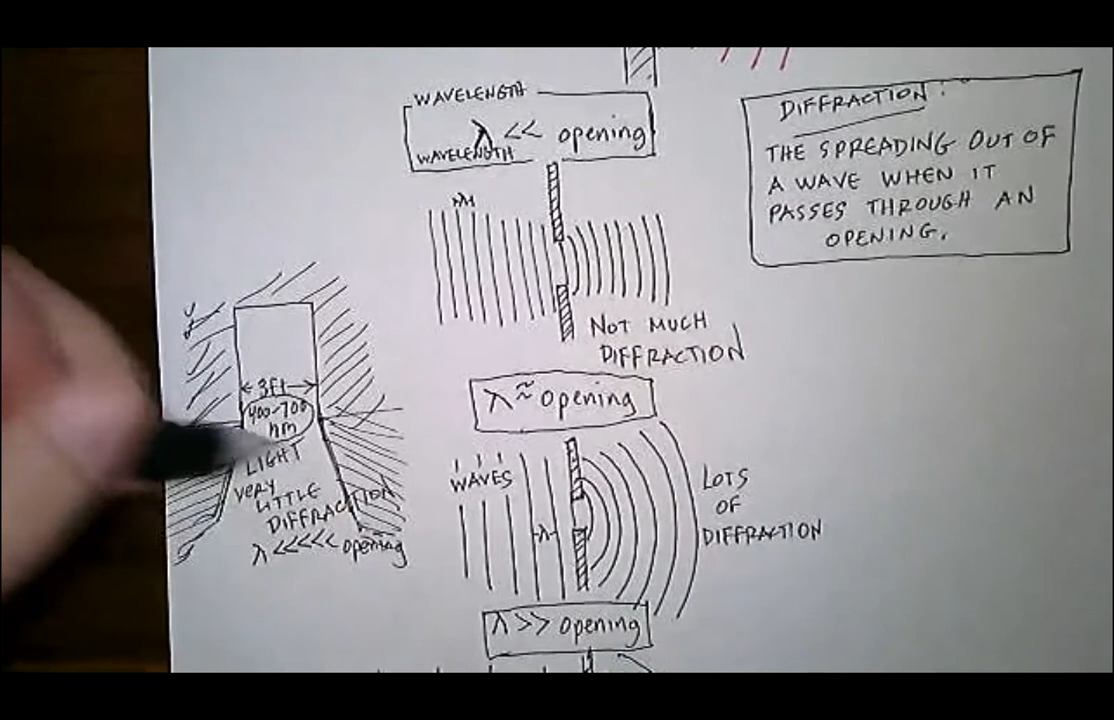 WAVELENGTH
λ << opening
WAVELENGTH
DIFFRACTION:
THE SPREADING OUT OF
A WAVE WHEN IT
PASSES THROUGH AN
OPENING.
NOT MUCH
DIFFRACTION
λ ≈ opening
WAVES
λ
LOTS
OF
DIFFRACTION
λ >> opening
3Ft
400-700
nm
LIGHT
VERY
LITTLE
DIFFRACTION
λ <<<<< opening